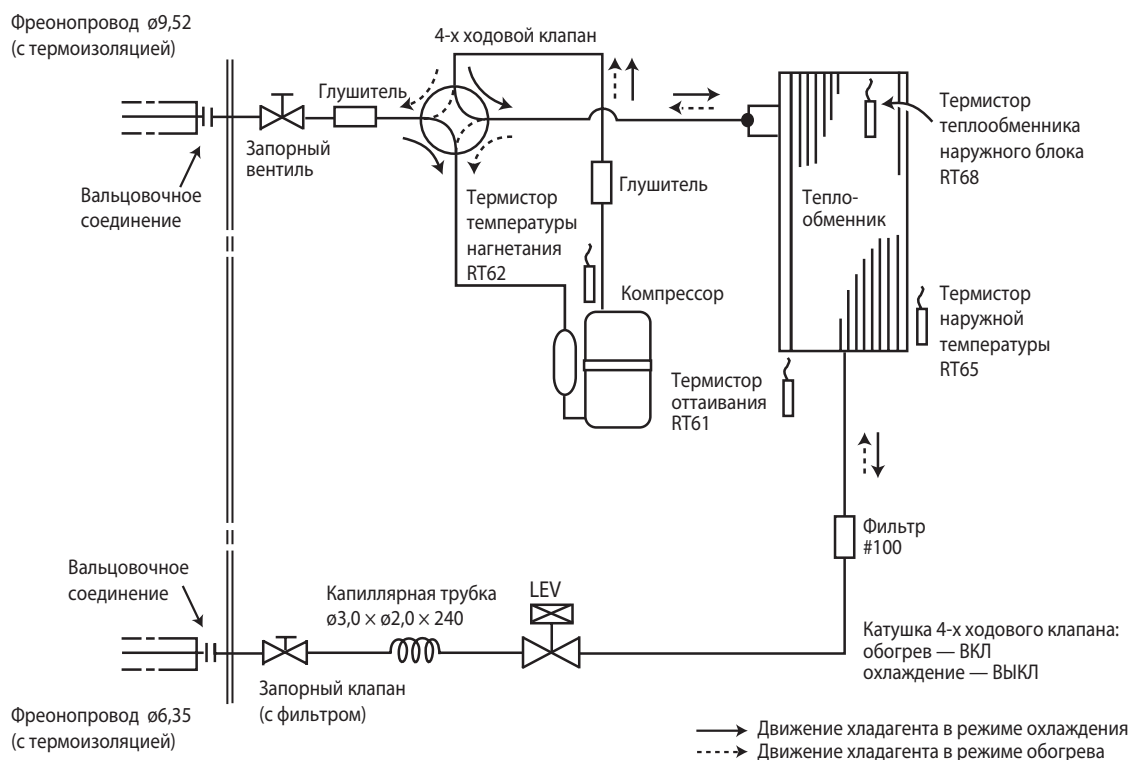 Фреонопровод ø9,52
(с термоизоляцией)
4-х ходовой клапан
Глушитель
Запорный
вентиль
Вальцовочное
соединение
Термистор
теплообменника
наружного блока
RT68
Глушитель
Термистор
температуры
нагнетания
RT62
Тепло-
обменник
Компрессор
Термистор
наружной
температуры
RT65
Термистор
оттаивания
RT61
Фильтр
#100
Вальцовочное
соединение
Капиллярная трубка
ø3,0 × ø2,0 × 240
LEV
Катушка 4-х ходового клапана:
обогрев — ВКЛ
охлаждение — ВЫКЛ
Запорный клапан
(с фильтром)
Фреонопровод ø6,35
(с термоизоляцией)
Движение хладагента в режиме охлаждения
Движение хладагента в режиме обогрева